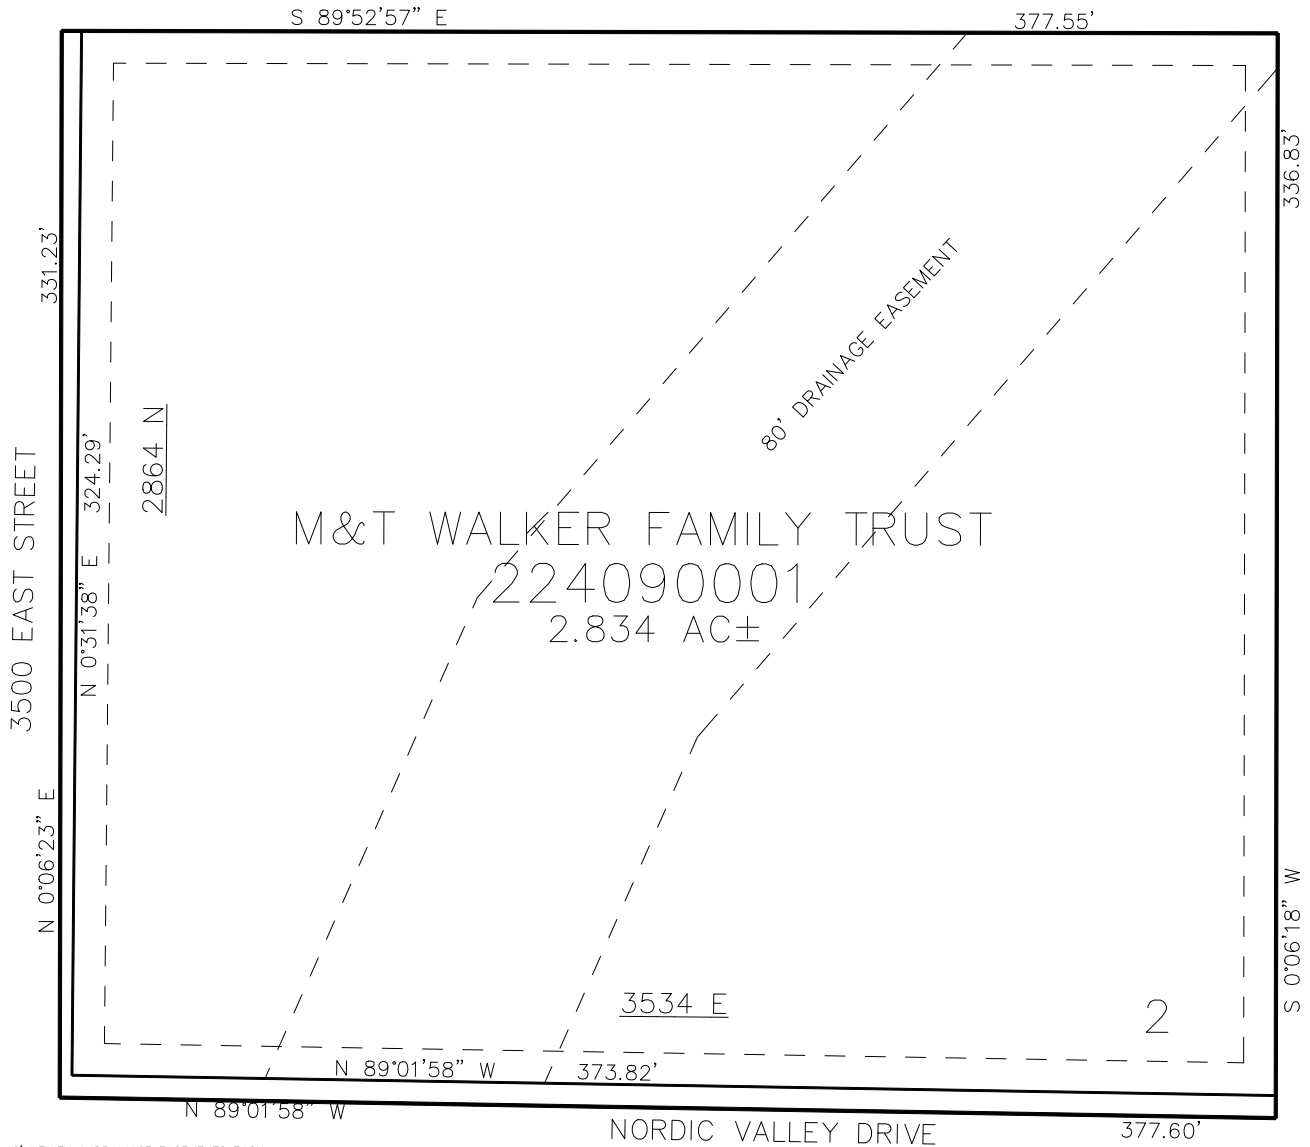 S 89°52'57" E
377.55'
336.83'
331.23'
80' DRAINAGE EASEMENT
2864 N
324.29'
3500 EAST STREET
M&T WALKER FAMILY TRUST
224090001
2.834 AC±
N 0°31'38" E
N 0°06'23" E
S 0°06'18" W
3534 E
2
N 89°01'58" W 373.82'
N 89°01'58" W
NORDIC VALLEY DRIVE
377.60'